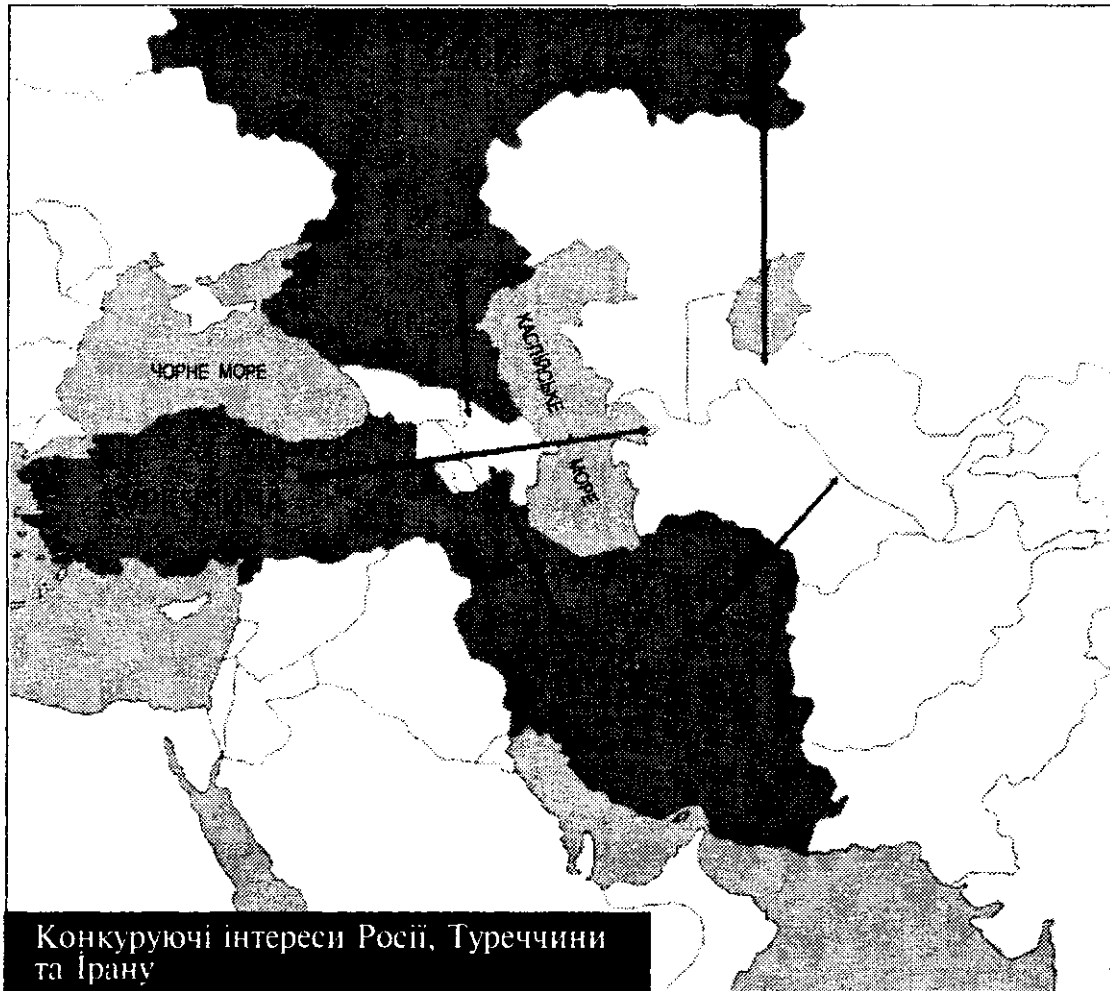 ЧОРНЕ МОРЕ
КАСПІЙСЬКЕ
МОРЕ
Конкуруючі інтереси Росії, Туреччини
та Ірану